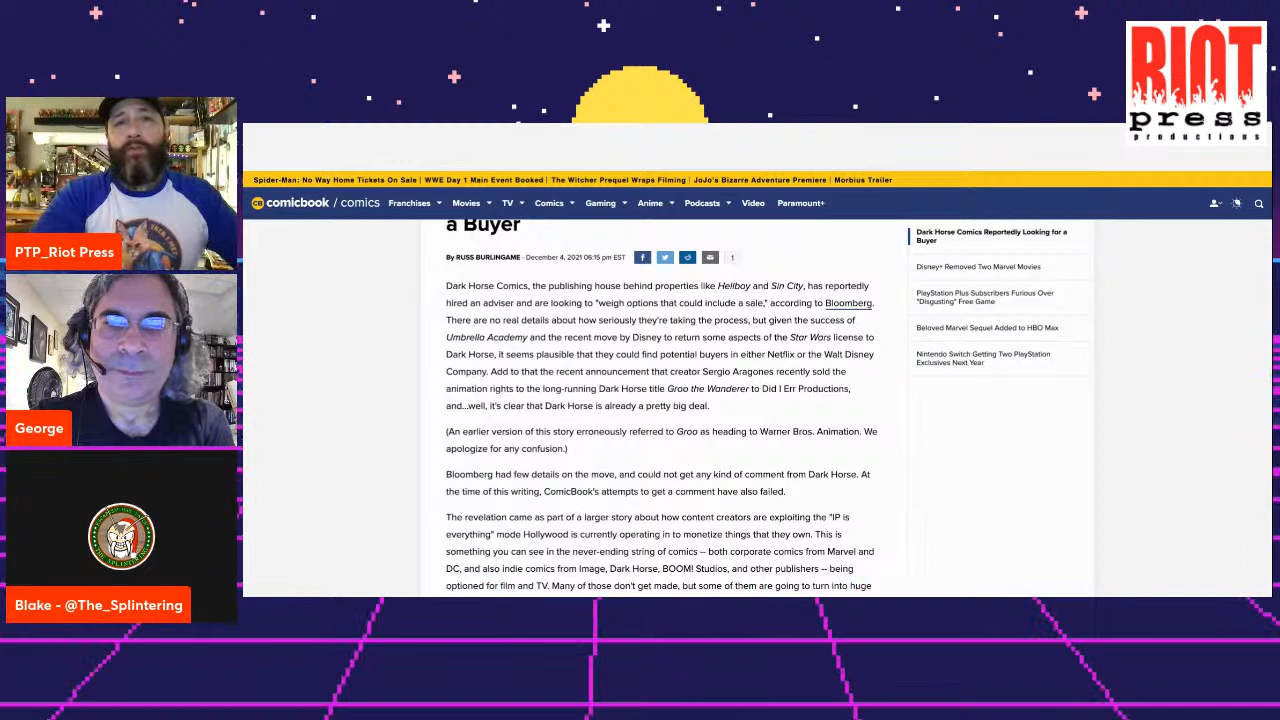 RIOT
press
productions
PTP_Riot Press
George
Blake - @The_Splintering
Spider-Man: No Way Home Tickets On Sale | WWE Day 1 Main Event Booked | The Witcher Prequel Wraps Filming | JoJo's Bizarre Adventure Premiere | Morbius Trailer
CB comicbook / comics Franchises Movies TV Comics Gaming Anime Podcasts Video Paramount+
a Buyer
By RUSS BURLINGAME - December 4, 2021 06:15 pm EST 1
Dark Horse Comics, the publishing house behind properties like Hellboy and Sin City, has reportedly
hired an adviser and are looking to "weigh options that could include a sale," according to Bloomberg.
There are no real details about how seriously they're taking the process, but given the success of
Umbrella Academy and the recent move by Disney to return some aspects of the Star Wars license to
Dark Horse, it seems plausible that they could find potential buyers in either Netflix or the Walt Disney
Company. Add to that the recent announcement that creator Sergio Aragones recently sold the
animation rights to the long-running Dark Horse title Groo the Wanderer to Did I Err Productions,
and...well, it's clear that Dark Horse is already a pretty big deal.
(An earlier version of this story erroneously referred to Groo as heading to Warner Bros. Animation. We
apologize for any confusion.)
Bloomberg had few details on the move, and could not get any kind of comment from Dark Horse. At
the time of this writing, ComicBook's attempts to get a comment have also failed.
The revelation came as part of a larger story about how content creators are exploiting the "IP is
everything" mode Hollywood is currently operating in to monetize things that they own. This is
something you can see in the never-ending string of comics -- both corporate comics from Marvel and
DC, and also indie comics from Image, Dark Horse, BOOM! Studios, and other publishers -- being
optioned for film and TV. Many of those don't get made, but some of them are going to turn into huge
Dark Horse Comics Reportedly Looking for a
Buyer
Disney+ Removed Two Marvel Movies
PlayStation Plus Subscribers Furious Over
"Disgusting" Free Game
Beloved Marvel Sequel Added to HBO Max
Nintendo Switch Getting Two PlayStation
Exclusives Next Year